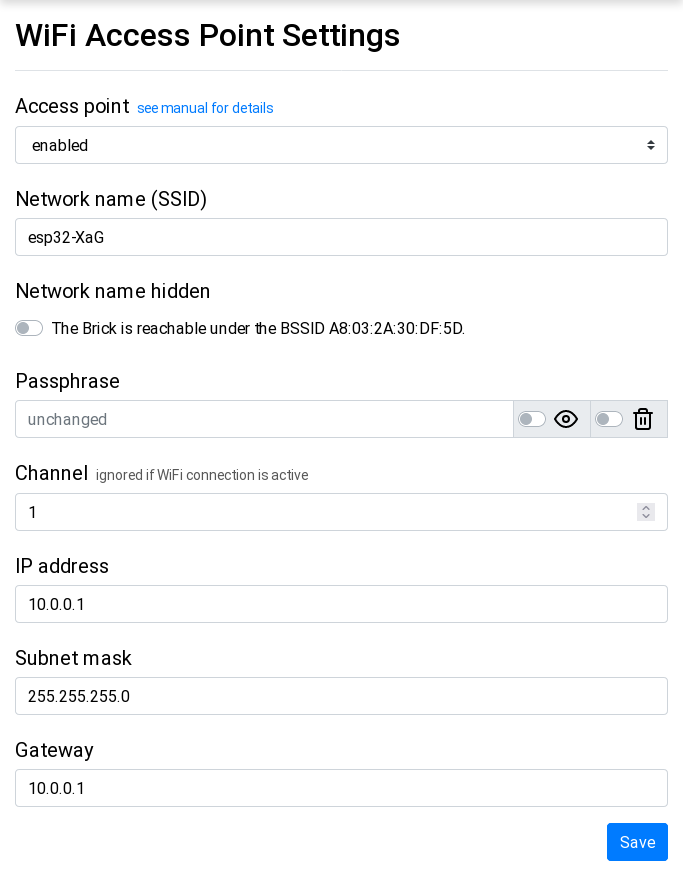 WiFi Access Point Settings
Access point see manual for details
enabled
Network name (SSID)
esp32-XaG
Network name hidden
The Brick is reachable under the BSSID A8:03:2A:30:DF:5D.
Passphrase
unchanged
Channel ignored if WiFi connection is active
1
IP address
10.0.0.1
Subnet mask
255.255.255.0
Gateway
10.0.0.1
Save